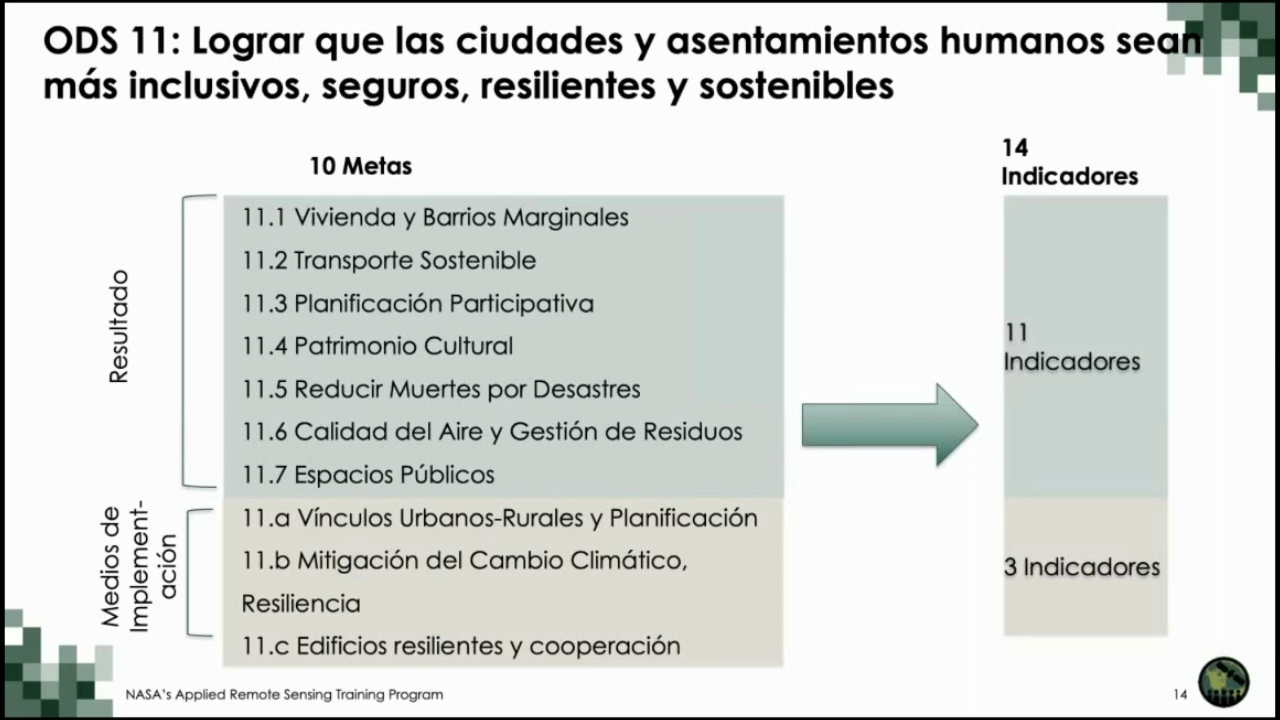 ODS 11: Lograr que las ciudades y asentamientos humanos sean
más inclusivos, seguros, resilientes y sostenibles
10 Metas
14
Indicadores
Resultado
11.1 Vivienda y Barrios Marginales
11.2 Transporte Sostenible
11.3 Planificación Participativa
11.4 Patrimonio Cultural
11.5 Reducir Muertes por Desastres
11.6 Calidad del Aire y Gestión de Residuos
11.7 Espacios Públicos
11
Indicadores
Medios de
Implement-
ación
11.a Vínculos Urbanos-Rurales y Planificación
11.b Mitigación del Cambio Climático,
Resiliencia
11.c Edificios resilientes y cooperación
3 Indicadores
NASA's Applied Remote Sensing Training Program
14